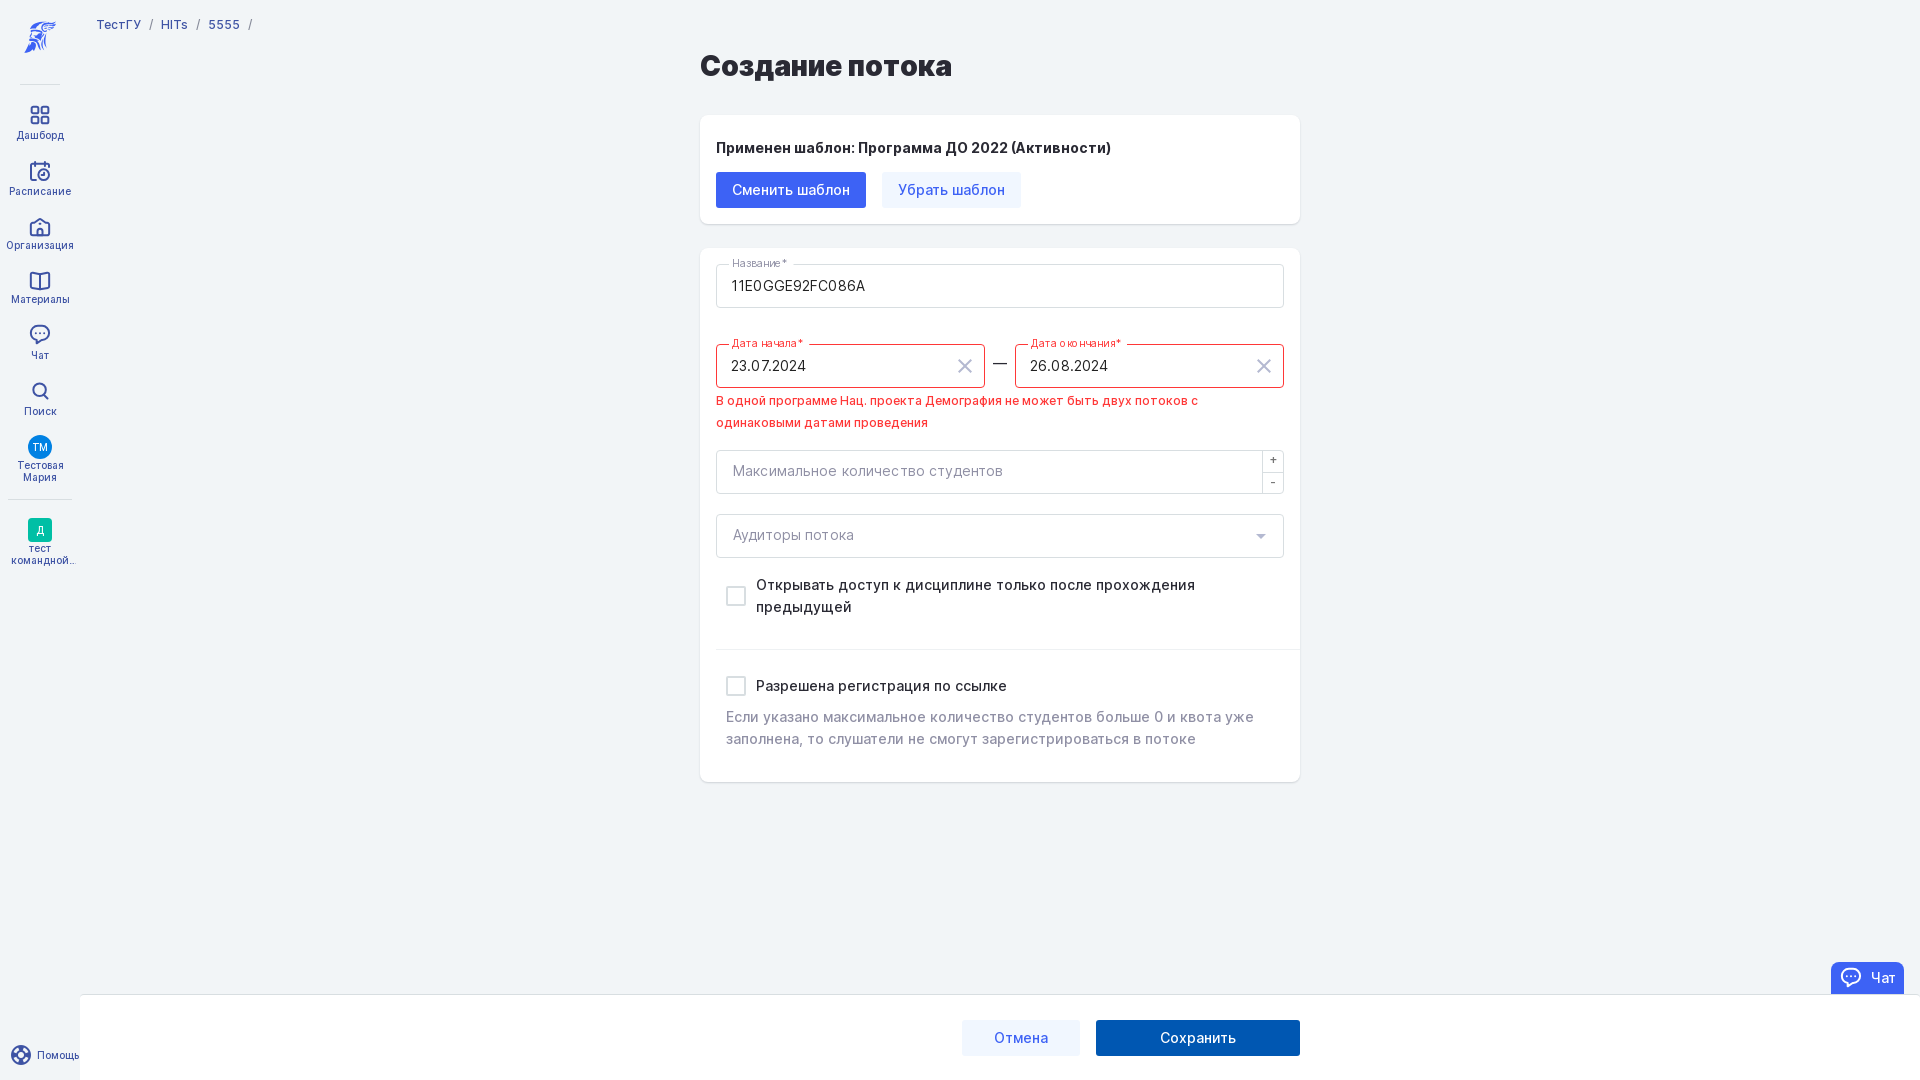 ТестГУ / HITs / 5555 /
Создание потока
Дашборд
Расписание
Организация
Материалы
Чат
Поиск
ТМ
Тестовая
Мария
Д
тест
командной...
Помощь
Применен шаблон: Программа ДО 2022 (Активности)
Сменить шаблон
Убрать шаблон
Название*
11E0GGE92FC086A
Дата начала*
23.07.2024
—
Дата окончания*
26.08.2024
В одной программе Нац. проекта Демография не может быть двух потоков с
одинаковыми датами проведения
Максимальное количество студентов
+
-
Аудиторы потока
Открывать доступ к дисциплине только после прохождения
предыдущей
Разрешена регистрация по ссылке
Если указано максимальное количество студентов больше 0 и квота уже
заполнена, то слушатели не смогут зарегистрироваться в потоке
Чат
Отмена
Сохранить